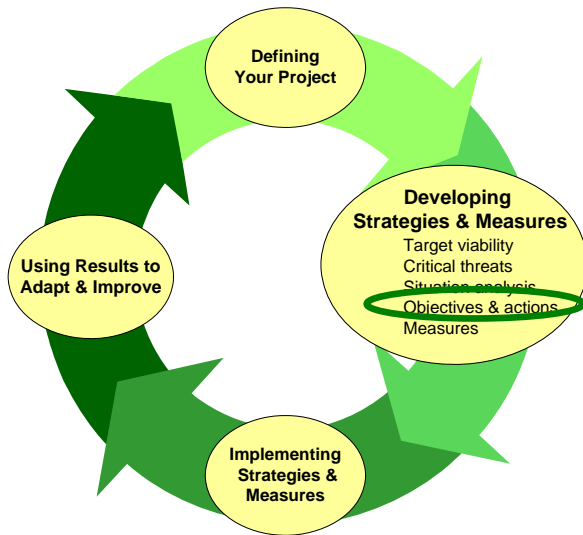 Defining
Your Project
Developing
Strategies & Measures
Target viability
Critical threats
Situation analysis
Objectives & actions
Measures
Implementing
Strategies &
Measures
Using Results to
Adapt & Improve